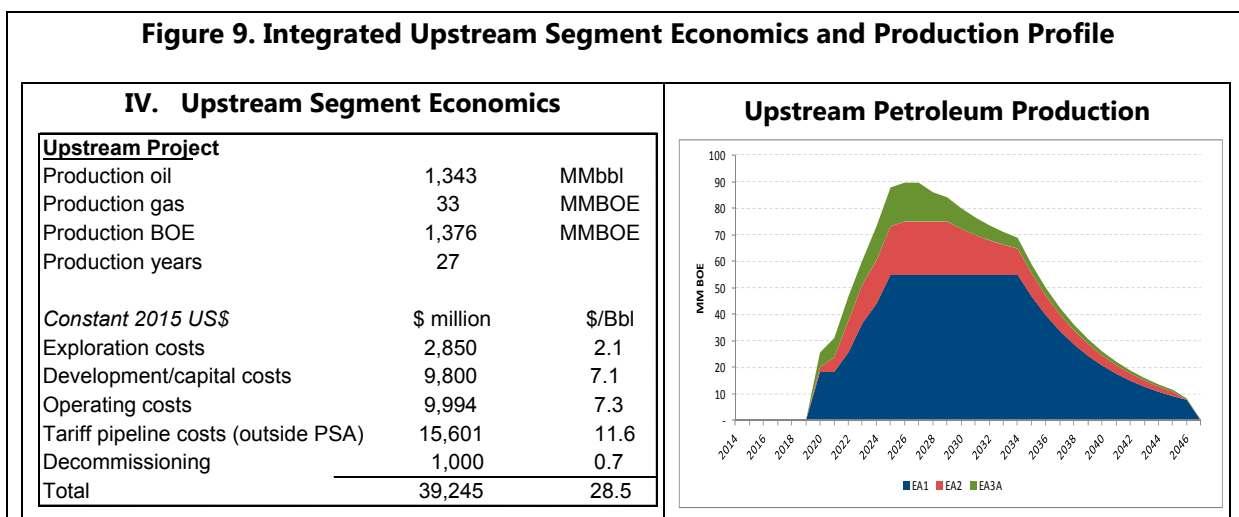 Figure 9. Integrated Upstream Segment Economics and Production Profile
IV. Upstream Segment Economics
Upstream Project
Production oil 1,343 MMbbl
Production gas 33 MMBOE
Production BOE 1,376 MMBOE
Production years 27
Constant 2015 US$ $ million $/Bbl
Exploration costs 2,850 2.1
Development/capital costs 9,800 7.1
Operating costs 9,994 7.3
Tariff pipeline costs (outside PSA) 15,601 11.6
Decommissioning 1,000 0.7
Total 39,245 28.5
Upstream Petroleum Production
100
90
80
70
60
50
40
30
20
10
-
MM BOE
2014 2016 2018 2020 2022 2024 2026 2028 2030 2032 2034 2036 2038 2040 2042 2044 2046
EA1 EA2 EA3A